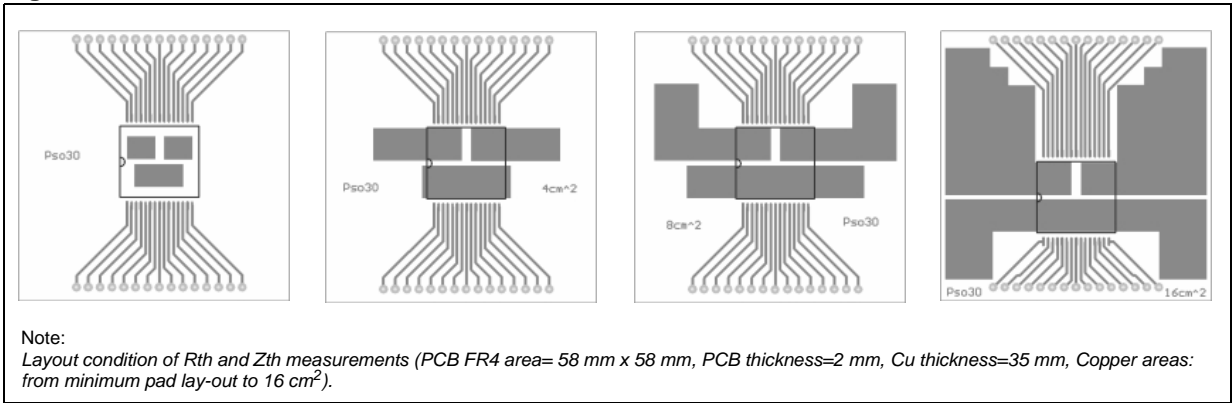 Pso30
Pso30
4cm^2
8cm^2
Pso30
Pso30
16cm^2
Note:
Layout condition of Rth and Zth measurements (PCB FR4 area= 58 mm x 58 mm, PCB thickness=2 mm, Cu thickness=35 mm, Copper areas:
from minimum pad lay-out to 16 cm²).